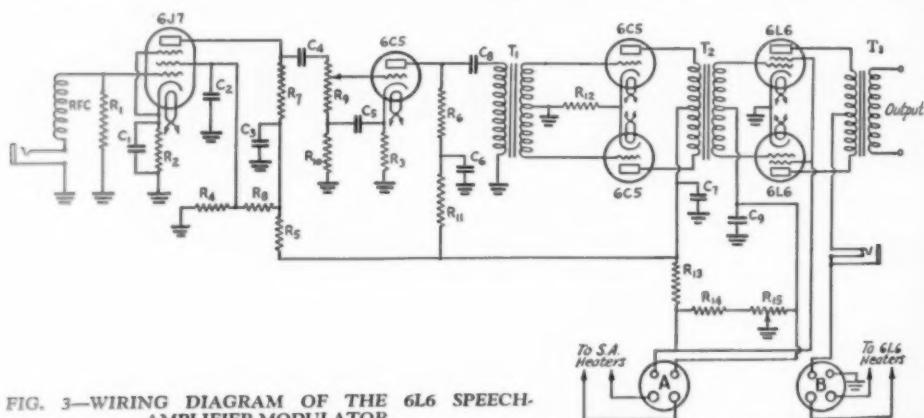 6J7
C4
6C5
C8
T1
6C5
T2
6L6
T3
RFC
R1
C2
R7
R9
R12
Output
C1
R2
C3
C5
R10
R3
R6
C6
R11
6C5
6L6
R4
R8
R5
C7
C9
R13
R14
R15
To S.A.
Heaters
A
B
To 6L6
Heaters
FIG. 3—WIRING DIAGRAM OF THE 6L6 SPEECH-
AMPLIFIER MODULATOR